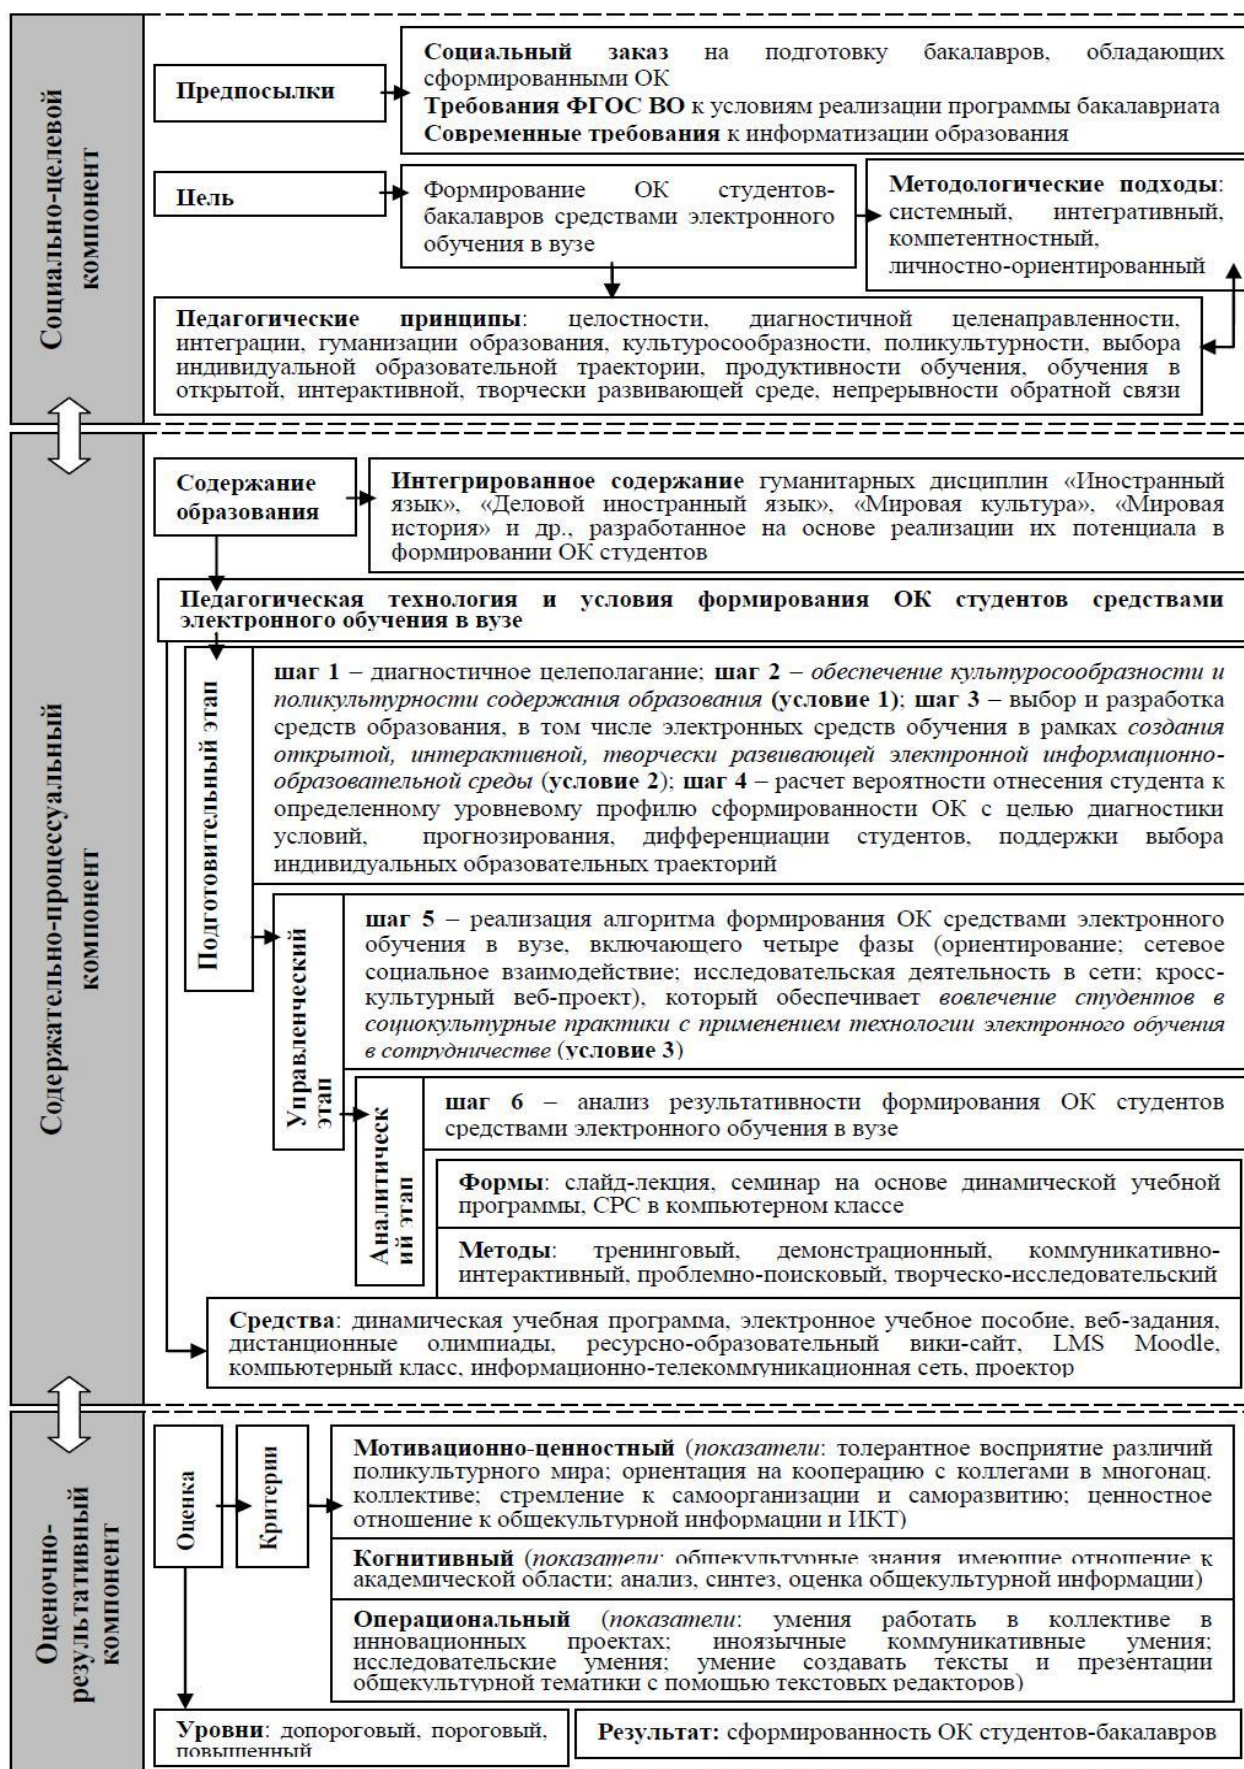 Социально-целевой
компонент
Предпосылки
Социальный заказ на подготовку бакалавров, обладающих
сформированными ОК
Требования ФГОС ВО к условиям реализации программы бакалавриата
Современные требования к информатизации образования
Цель
Формирование ОК студентов-
бакалавров средствами электронного
обучения в вузе
Методологические подходы:
системный, интегративный,
компетентностный,
личностно-ориентированный
Педагогические принципы: целостности, диагностичной целенаправленности,
интеграции, гуманизации образования, культуросообразности, поликультурности, выбора
индивидуальной образовательной траектории, продуктивности обучения, обучения в
открытой, интерактивной, творчески развивающей среде, непрерывности обратной связи
Содержательно-процессуальный
компонент
Содержание
образования
Интегрированное содержание гуманитарных дисциплин «Иностранный
язык», «Деловой иностранный язык», «Мировая культура», «Мировая
история» и др., разработанное на основе реализации их потенциала в
формировании ОК студентов
Педагогическая технология и условия формирования ОК студентов средствами
электронного обучения в вузе
Подготовительный этап
шаг 1 – диагностичное целеполагание; шаг 2 – обеспечение культуросообразности и
поликультурности содержания образования (условие 1); шаг 3 – выбор и разработка
средств образования, в том числе электронных средств обучения в рамках создания
открытой, интерактивной, творчески развивающей электронной информационно-
образовательной среды (условие 2); шаг 4 – расчет вероятности отнесения студента к
определенному уровневому профилю сформированности ОК с целью диагностики
условий, прогнозирования, дифференциации студентов, поддержки выбора
индивидуальных образовательных траекторий
Управленческий
этап
шаг 5 – реализация алгоритма формирования ОК средствами электронного
обучения в вузе, включающего четыре фазы (ориентирование; сетевое
социальное взаимодействие; исследовательская деятельность в сети; кросс-
культурный веб-проект), который обеспечивает вовлечение студентов в
социокультурные практики с применением технологии электронного обучения
в сотрудничестве (условие 3)
Аналитическ
ий этап
шаг 6 – анализ результативности формирования ОК студентов
средствами электронного обучения в вузе
Формы: слайд-лекция, семинар на основе динамической учебной
программы, СРС в компьютерном классе
Методы: тренинговый, демонстрационный, коммуникативно-
интерактивный, проблемно-поисковый, творческо-исследовательский
Средства: динамическая учебная программа, электронное учебное пособие, веб-задания,
дистанционные олимпиады, ресурсно-образовательный вики-сайт, LMS Moodle,
компьютерный класс, информационно-телекоммуникационная сеть, проектор
Оценочно-
результативный
компонент
Оценка
Критерии
Мотивационно-ценностный (показатели: толерантное восприятие различий
поликультурного мира; ориентация на кооперацию с коллегами в многонац.
коллективе; стремление к самоорганизации и саморазвитию; ценностное
отношение к общекультурной информации и ИКТ)
Когнитивный (показатели: общекультурные знания, имеющие отношение к
академической области; анализ, синтез, оценка общекультурной информации)
Операциональный (показатели: умения работать в коллективе в
инновационных проектах; иноязычные коммуникативные умения;
исследовательские умения; умение создавать тексты и презентации
общекультурной тематики с помощью текстовых редакторов)
Уровни: допороговый, пороговый,
повышенный
Результат: сформированность ОК студентов-бакалавров